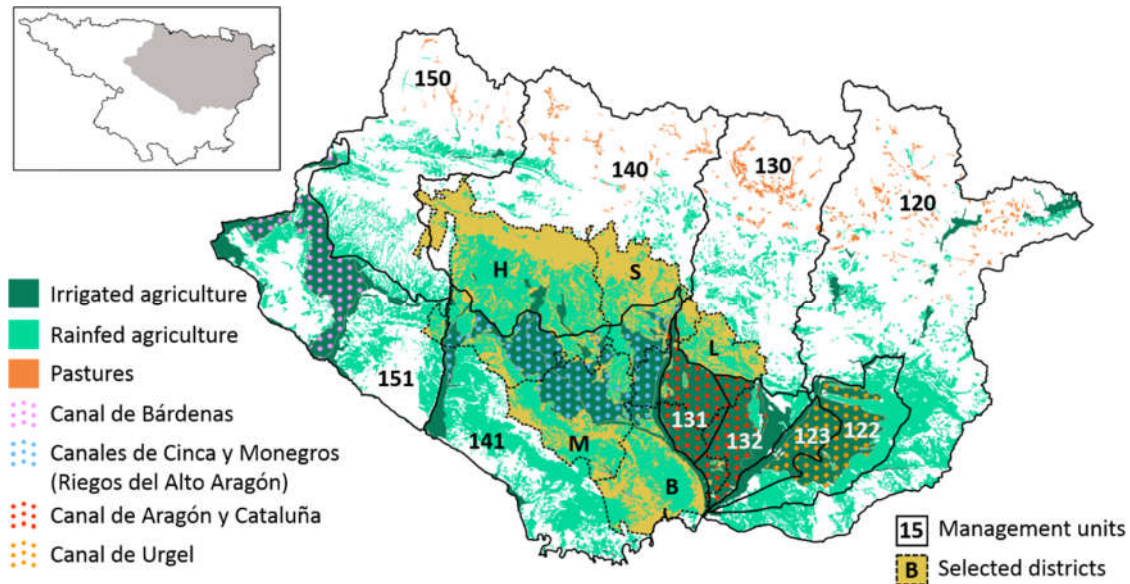 150
140
130
120
H
S
L
151
141
M
B
131
132
123
122
Irrigated agriculture
Rainfed agriculture
Pastures
Canal de Bárdenas
Canales de Cinca y Monegros
(Riegos del Alto Aragón)
Canal de Aragón y Cataluña
Canal de Urgel
15 Management units
B Selected districts